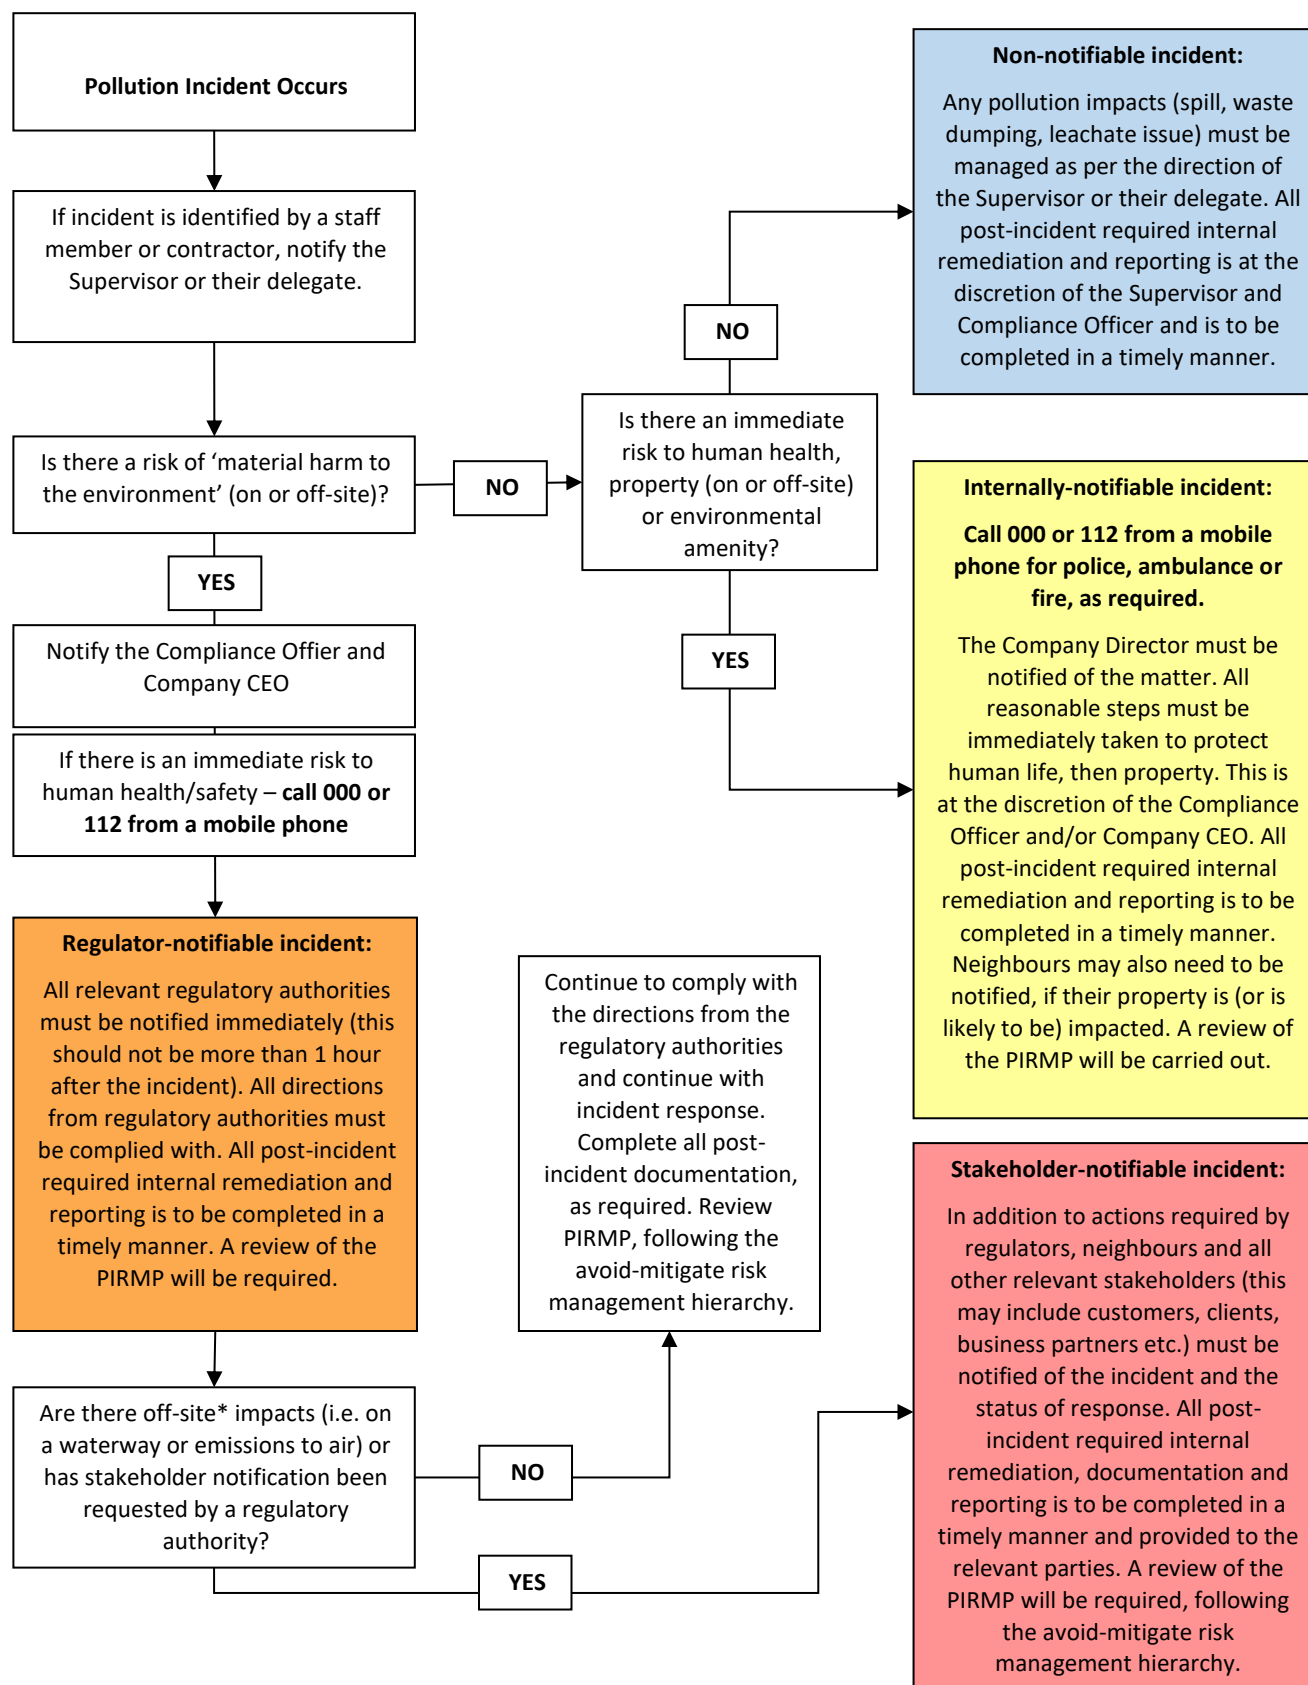 Pollution Incident Occurs
If incident is identified by a staff
member or contractor, notify the
Supervisor or their delegate.
Is there a risk of ‘material harm to
the environment’ (on or off-site)?
NO
YES
Notify the Compliance Offier and
Company CEO
If there is an immediate risk to
human health/safety – call 000 or
112 from a mobile phone
Regulator-notifiable incident:
All relevant regulatory authorities
must be notified immediately (this
should not be more than 1 hour
after the incident). All directions
from regulatory authorities must
be complied with. All post-incident
required internal remediation and
reporting is to be completed in a
timely manner. A review of the
PIRMP will be required.
Are there off-site* impacts (i.e. on
a waterway or emissions to air) or
has stakeholder notification been
requested by a regulatory
authority?
NO
YES
Continue to comply with
the directions from the
regulatory authorities
and continue with
incident response.
Complete all post-
incident documentation,
as required. Review
PIRMP, following the
avoid-mitigate risk
management hierarchy.
NO
Is there an immediate
risk to human health,
property (on or off-site)
or environmental
amenity?
YES
Non-notifiable incident:
Any pollution impacts (spill, waste
dumping, leachate issue) must be
managed as per the direction of
the Supervisor or their delegate. All
post-incident required internal
remediation and reporting is at the
discretion of the Supervisor and
Compliance Officer and is to be
completed in a timely manner.
Internally-notifiable incident:
Call 000 or 112 from a mobile
phone for police, ambulance or
fire, as required.
The Company Director must be
notified of the matter. All
reasonable steps must be
immediately taken to protect
human life, then property. This is
at the discretion of the Compliance
Officer and/or Company CEO. All
post-incident required internal
remediation and reporting is to be
completed in a timely manner.
Neighbours may also need to be
notified, if their property is (or is
likely to be) impacted. A review of
the PIRMP will be carried out.
Stakeholder-notifiable incident:
In addition to actions required by
regulators, neighbours and all
other relevant stakeholders (this
may include customers, clients,
business partners etc.) must be
notified of the incident and the
status of response. All post-
incident required internal
remediation, documentation and
reporting is to be completed in a
timely manner and provided to the
relevant parties. A review of the
PIRMP will be required, following
the avoid-mitigate risk
management hierarchy.